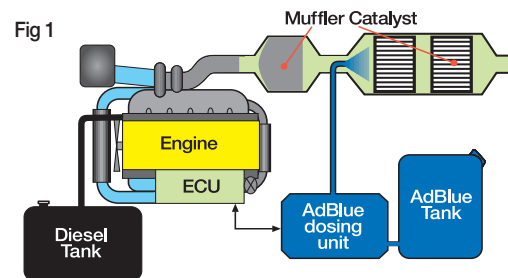 Fig 1
Muffler Catalyst
Engine
ECU
Diesel
Tank
AdBlue
dosing
unit
AdBlue
Tank